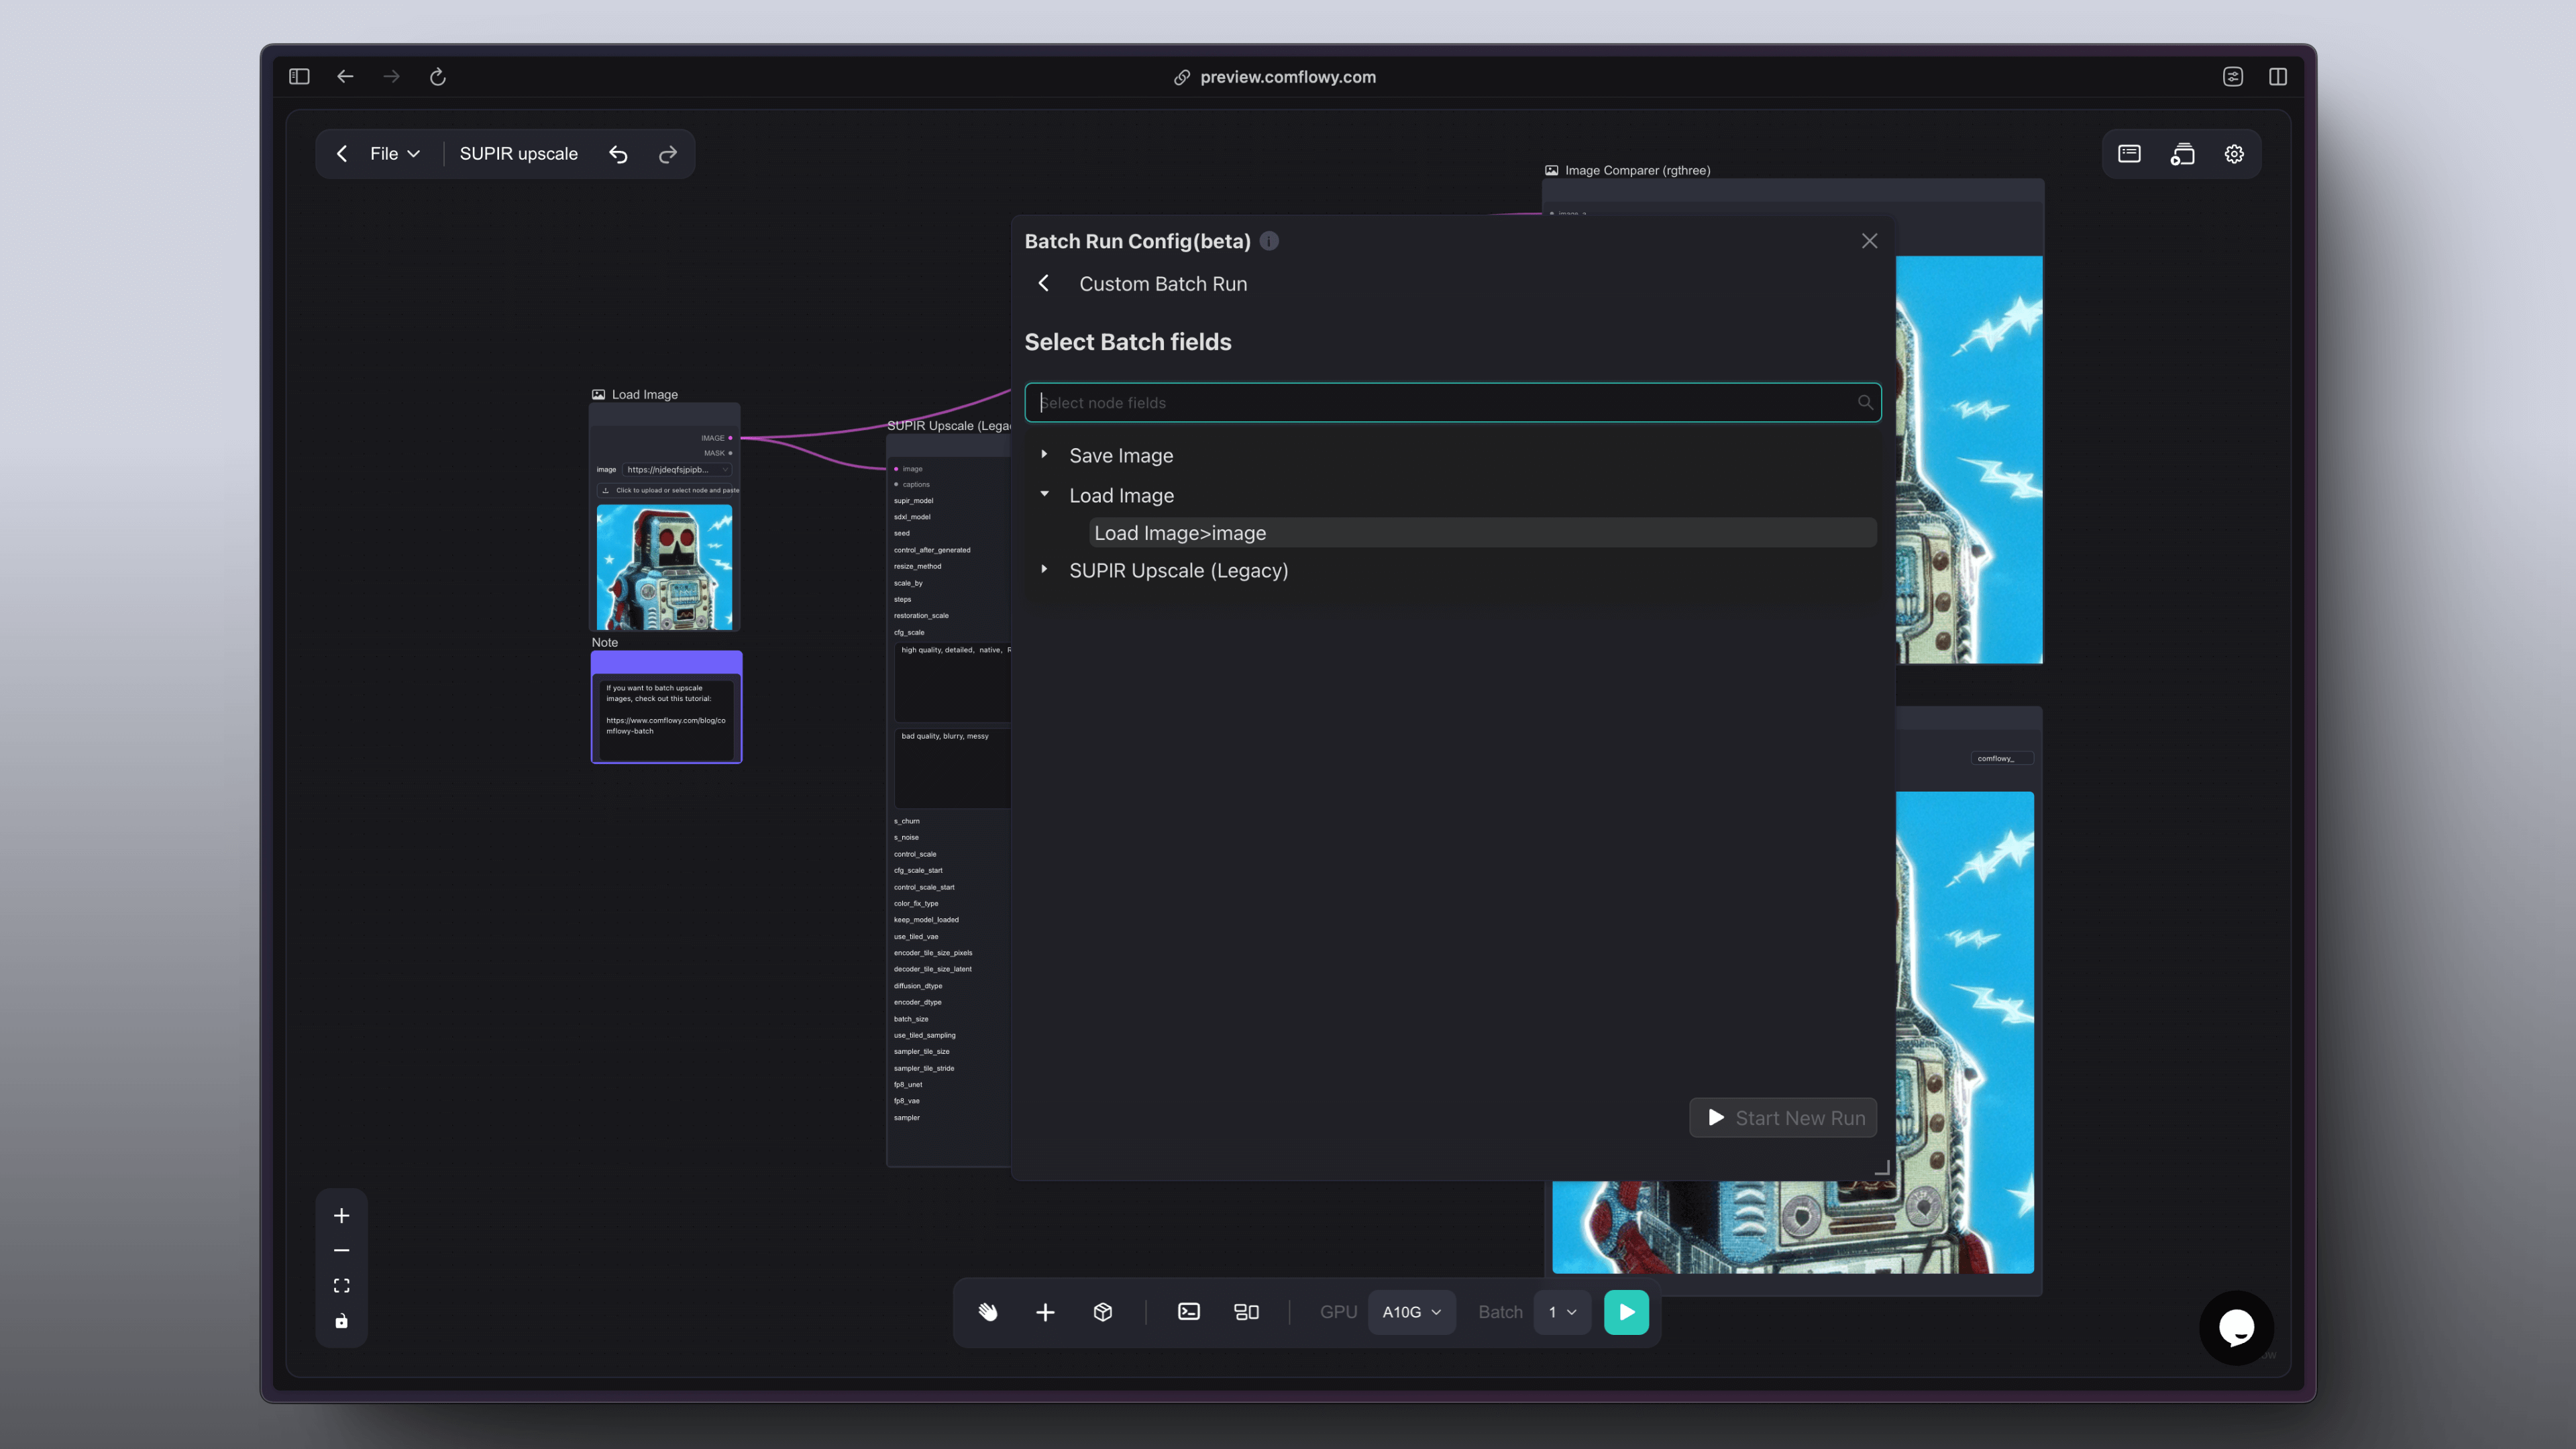 preview.comflowy.com
File
SUPIR upscale
Image Comparer (rgthree)
Batch Run Config(beta)
Custom Batch Run
Select Batch fields
Select node fields
Save Image
Load Image
Load Image>image
SUPIR Upscale (Legacy)
Start New Run
Load Image
IMAGE
MASK
image
https://njdeqfsjpipb...
Click to upload or select node and paste
Note
If you want to batch upscale
images, check out this tutorial:
https://www.comflowy.com/blog/co
mflowy-batch
SUPIR Upscale (Lega
image
captions
supir_model
sdxl_model
seed
control_after_generated
resize_method
scale_by
steps
restoration_scale
cfg_scale
high quality, detailed, native, R
bad quality, blurry, messy
s_churn
s_noise
control_scale
cfg_scale_start
control_scale_start
color_fix_type
keep_model_loaded
use_tiled_vae
encoder_tile_size_pixels
decoder_tile_size_latent
diffusion_dtype
encoder_dtype
batch_size
use_tiled_sampling
sampler_tile_size
sampler_tile_stride
fp8_unet
fp8_vae
sampler
comflowy_
GPU
A10G
Batch
1